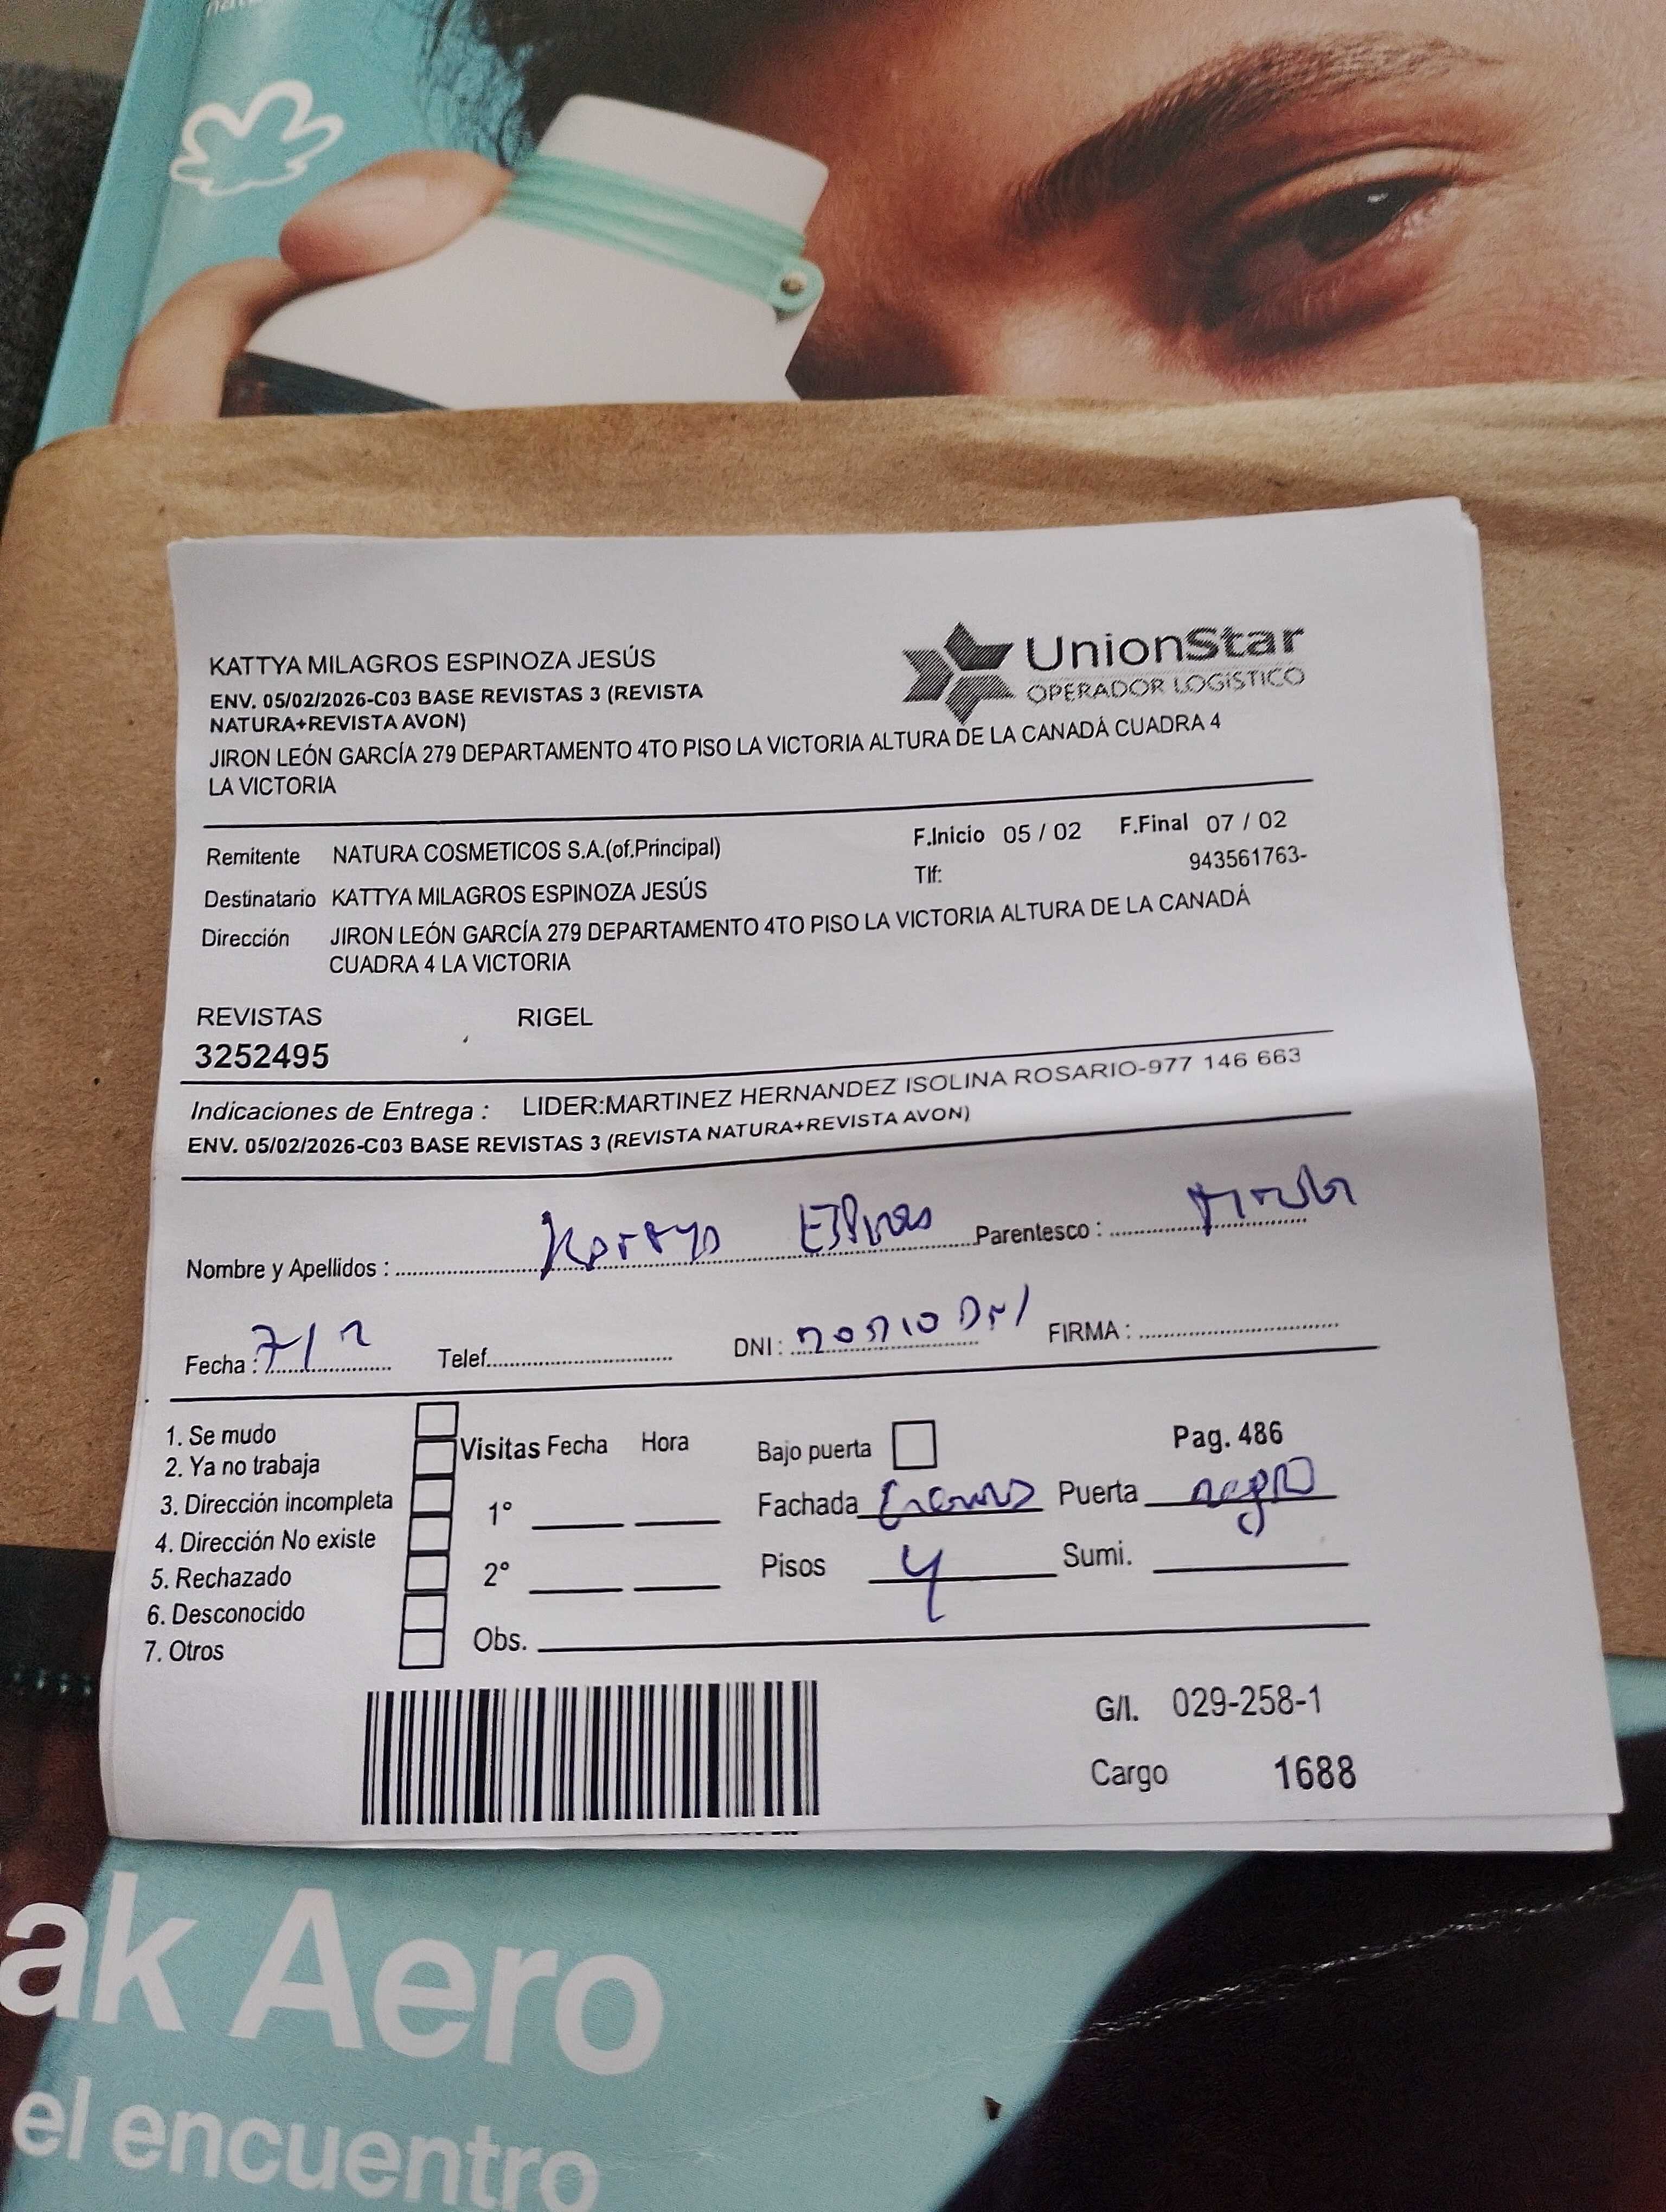 KATTYA MILAGROS ESPINOZA JESÚS
ENV. 05/02/2026-C03 BASE REVISTAS 3 (REVISTA
NATURA+REVISTA AVON)
UnionStar
OPERADOR LOGÍSTICO
JIRON LEÓN GARCÍA 279 DEPARTAMENTO 4TO PISO LA VICTORIA ALTURA DE LA CANADÁ CUADRA 4
LA VICTORIA
Remitente NATURA COSMETICOS S.A.(of.Principal)
F.Inicio 05 / 02 F.Final 07 / 02
Tlf: 943561763-
Destinatario KATTYA MILAGROS ESPINOZA JESÚS
Dirección JIRON LEÓN GARCÍA 279 DEPARTAMENTO 4TO PISO LA VICTORIA ALTURA DE LA CANADÁ
CUADRA 4 LA VICTORIA
REVISTAS RIGEL
3252495
Indicaciones de Entrega : LIDER:MARTINEZ HERNANDEZ ISOLINA ROSARIO-977 146 663
ENV. 05/02/2026-C03 BASE REVISTAS 3 (REVISTA NATURA+REVISTA AVON)
Nombre y Apellidos : Parentesco :
Fecha : 7/2 Telef. DNI : FIRMA :
1. Se mudo
2. Ya no trabaja
3. Dirección incompleta
4. Dirección No existe
5. Rechazado
6. Desconocido
7. Otros
Visitas Fecha Hora
1°
2°
Obs.
Bajo puerta Pag. 486
Fachada Puerta negro
Pisos 4 Sumi.
G/I. 029-258-1
Cargo 1688
ak Aero
el encuentro